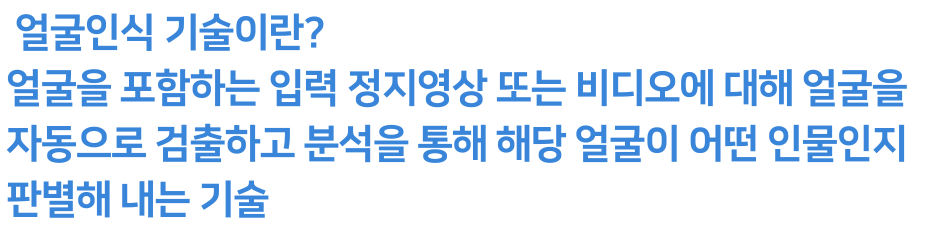 얼굴인식 기술이란?
얼굴을 포함하는 입력 정지영상 또는 비디오에 대해 얼굴을
자동으로 검출하고 분석을 통해 해당 얼굴이 어떤 인물인지
판별해 내는 기술